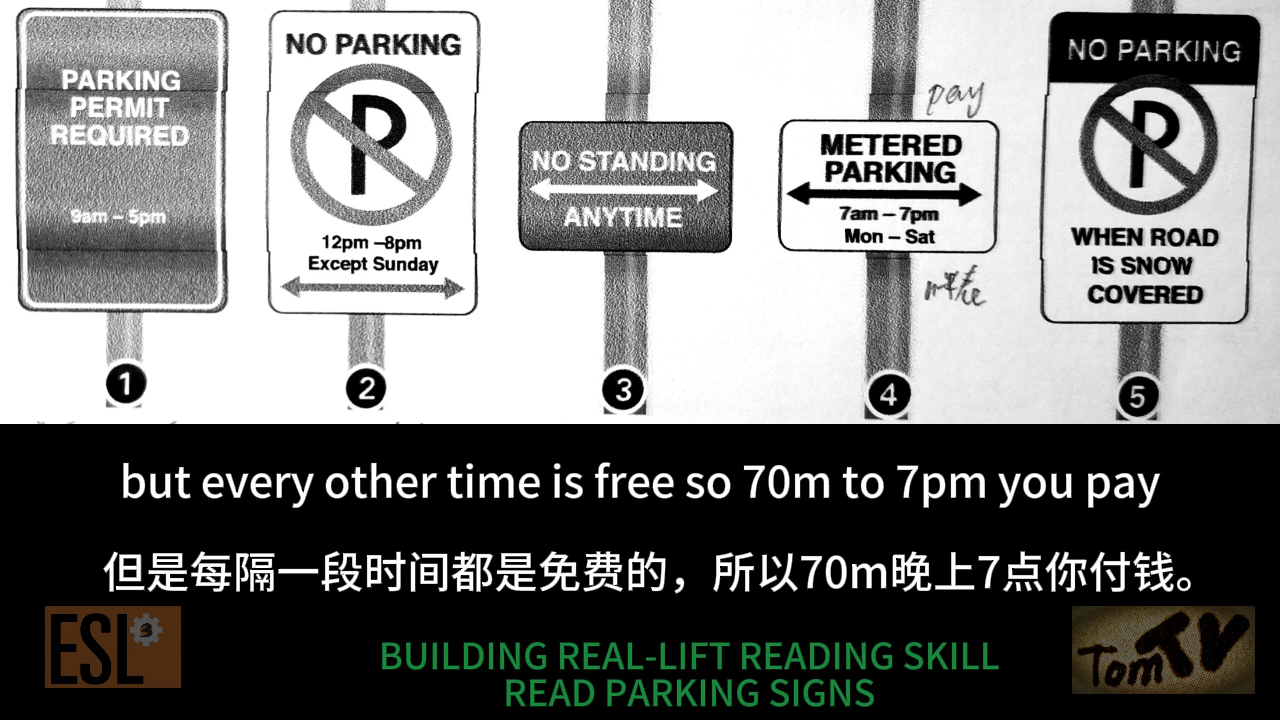 PARKING
PERMIT
REQUIRED
9am – 5pm
1
NO PARKING
P
12pm –8pm
Except Sunday
2
NO STANDING
ANYTIME
3
pay
METERED
PARKING
7am – 7pm
Mon – Sat
4
NO PARKING
P
WHEN ROAD
IS SNOW
COVERED
5
but every other time is free so 70m to 7pm you pay
但是每隔一段时间都是免费的，所以70m晚上7点你付钱。
ESL
BUILDING REAL-LIFT READING SKILL
READ PARKING SIGNS
Tom TV